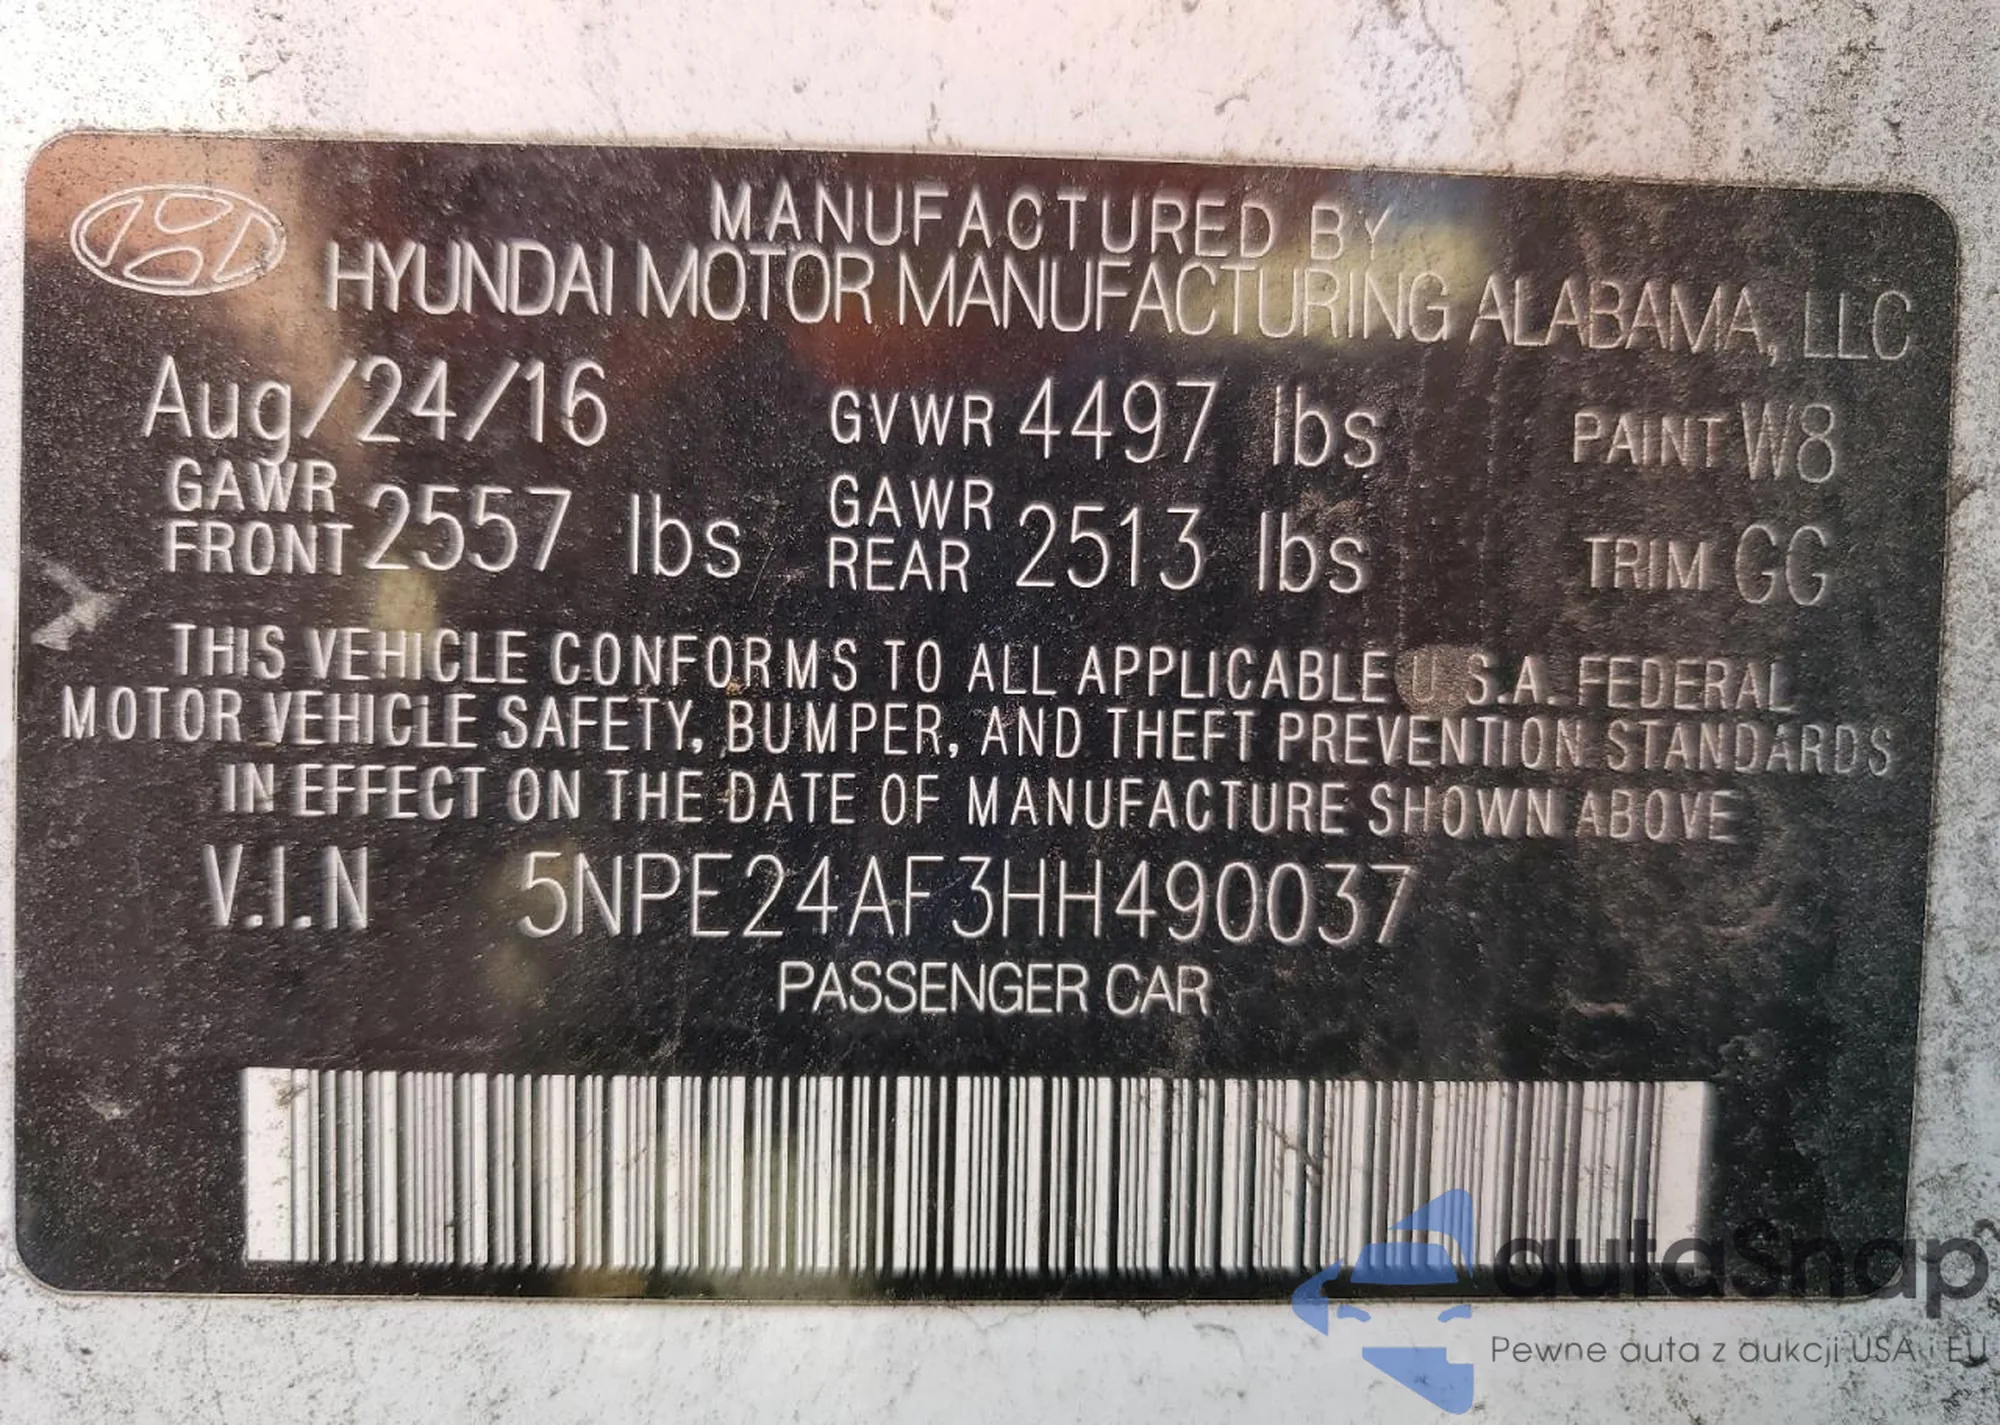 MANUFACTURED BY
HYUNDAI MOTOR MANUFACTURING ALABAMA, LLC
Aug/24/16 GVWR 4497 lbs PAINT W8
GAWR FRONT 2557 lbs GAWR REAR 2513 lbs TRIM GG
THIS VEHICLE CONFORMS TO ALL APPLICABLE U S.A. FEDERAL
MOTOR VEHICLE SAFETY, BUMPER, AND THEFT PREVENTION STANDARDS
IN EFFECT ON THE DATE OF MANUFACTURE SHOWN ABOVE
V.I.N 5NPE24AF3HH490037
PASSENGER CAR
autaSnap
Pewne auta z aukcji USA i EU